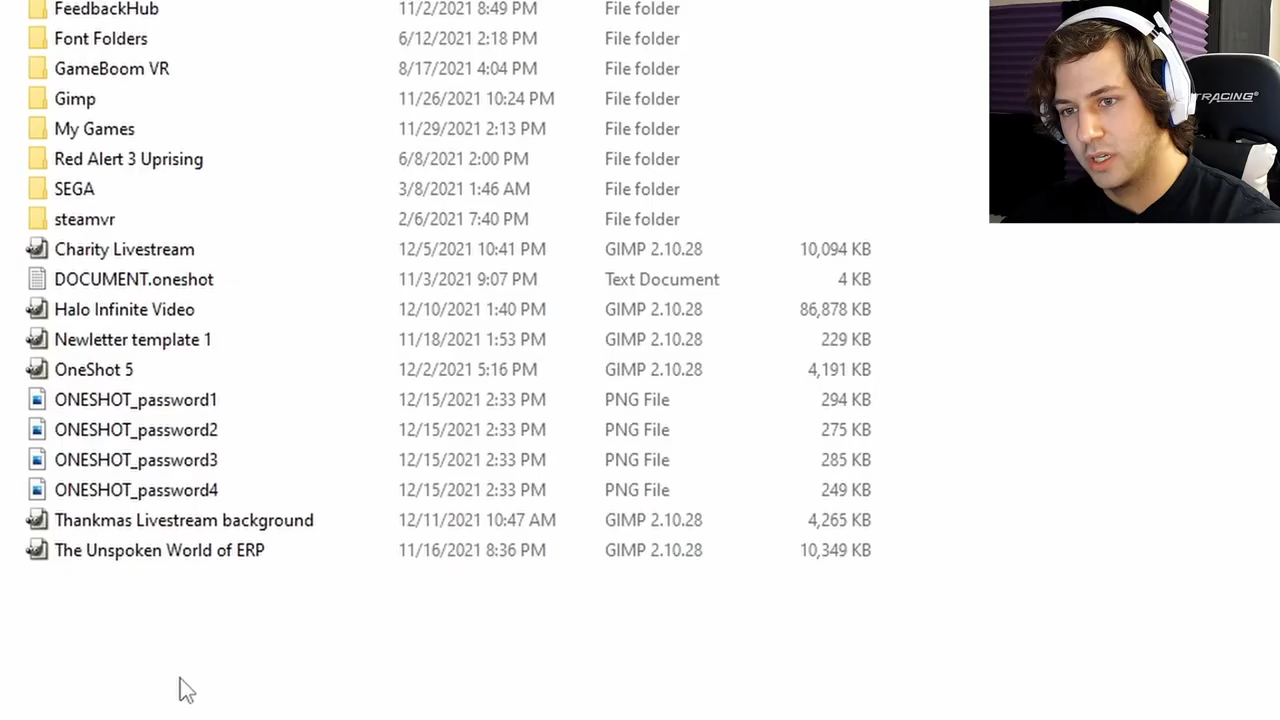 FeedbackHub 11/2/2021 8:49 PM File folder
Font Folders 6/12/2021 2:18 PM File folder
GameBoom VR 8/17/2021 4:04 PM File folder
Gimp 11/26/2021 10:24 PM File folder
My Games 11/29/2021 2:13 PM File folder
Red Alert 3 Uprising 6/8/2021 2:00 PM File folder
SEGA 3/8/2021 1:46 AM File folder
steamvr 2/6/2021 7:40 PM File folder
Charity Livestream 12/5/2021 10:41 PM GIMP 2.10.28 10,094 KB
DOCUMENT.oneshot 11/3/2021 9:07 PM Text Document 4 KB
Halo Infinite Video 12/10/2021 1:40 PM GIMP 2.10.28 86,878 KB
Newletter template 1 11/18/2021 1:53 PM GIMP 2.10.28 229 KB
OneShot 5 12/2/2021 5:16 PM GIMP 2.10.28 4,191 KB
ONESHOT_password1 12/15/2021 2:33 PM PNG File 294 KB
ONESHOT_password2 12/15/2021 2:33 PM PNG File 275 KB
ONESHOT_password3 12/15/2021 2:33 PM PNG File 285 KB
ONESHOT_password4 12/15/2021 2:33 PM PNG File 249 KB
Thankmas Livestream background 12/11/2021 10:47 AM GIMP 2.10.28 4,265 KB
The Unspoken World of ERP 11/16/2021 8:36 PM GIMP 2.10.28 10,349 KB